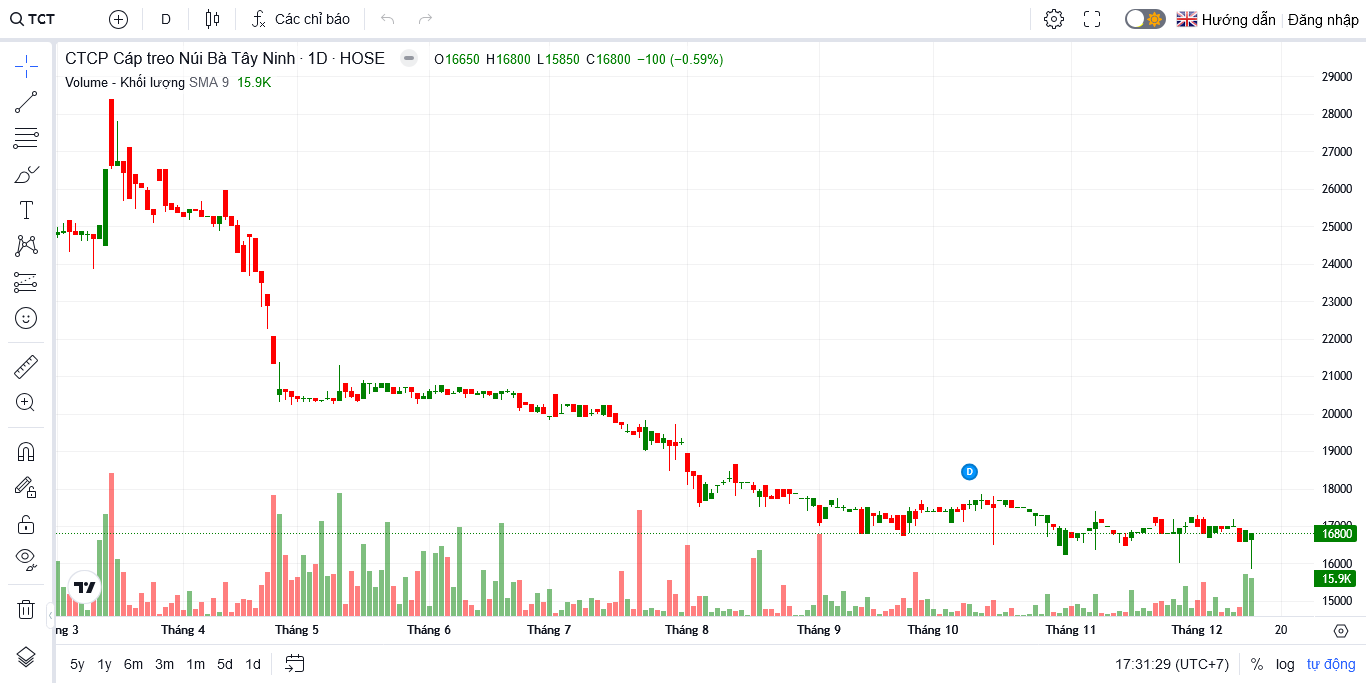 TCT D Các chỉ báo Hướng dẫn Đăng nhập
CTCP Cáp treo Núi Bà Tây Ninh · 1D · HOSE O16650 H16800 L15850 C16800 −100 (−0.59%)
Volume - Khối lượng SMA 9 15.9K
29000
28000
27000
26000
25000
24000
23000
22000
21000
20000
19000
D
18000
17000
16800
16000
15.9K
15000
ng 3 Tháng 4 Tháng 5 Tháng 6 Tháng 7 Tháng 8 Tháng 9 Tháng 10 Tháng 11 Tháng 12 20
5y 1y 6m 3m 1m 5d 1d 17:31:29 (UTC+7) % log tự động